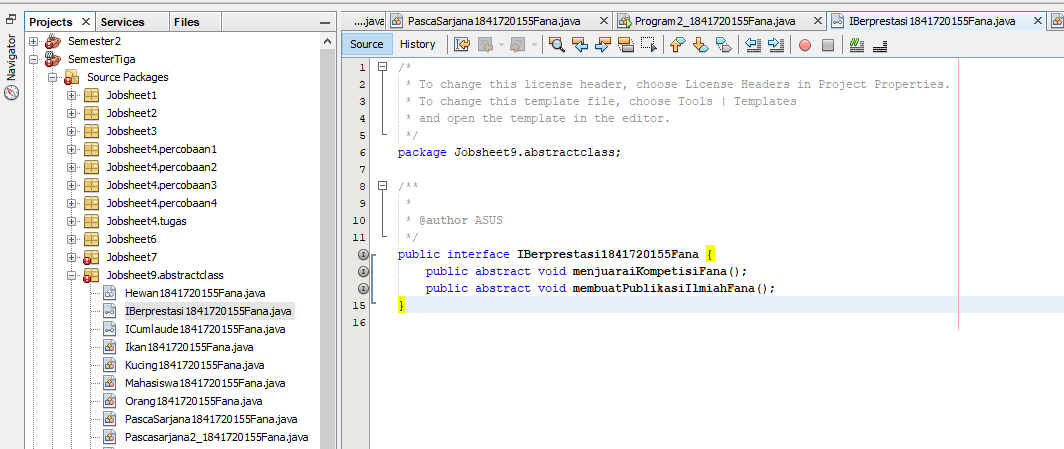 Projects
Services
Files
Navigator
Semester2
SemesterTiga
Source Packages
Jobsheet1
Jobsheet2
Jobsheet3
Jobsheet4.percobaan1
Jobsheet4.percobaan2
Jobsheet4.percobaan3
Jobsheet4.percobaan4
Jobsheet4.tugas
Jobsheet6
Jobsheet7
Jobsheet9.abstractclass
Hewan1841720155Fana.java
IBerprestasi1841720155Fana.java
ICumlaude1841720155Fana.java
Ikan1841720155Fana.java
Kucing1841720155Fana.java
Mahasiswa1841720155Fana.java
Orang1841720155Fana.java
PascaSarjana1841720155Fana.java
Pascasarjana2_1841720155Fana.java
...java
PascaSarjana1841720155Fana.java
Program2_1841720155Fana.java
IBerprestasi1841720155Fana.java
Source
History
1 /*
2 * To change this license header, choose License Headers in Project Properties.
3 * To change this template file, choose Tools | Templates
4 * and open the template in the editor.
5 */
6 package Jobsheet9.abstractclass;
7
8 /**
9 *
10 * @author ASUS
11 */
public interface IBerprestasi1841720155Fana {
public abstract void menjuaraiKompetisiFana();
public abstract void membuatPublikasiIlmiahFana();
15 }
16